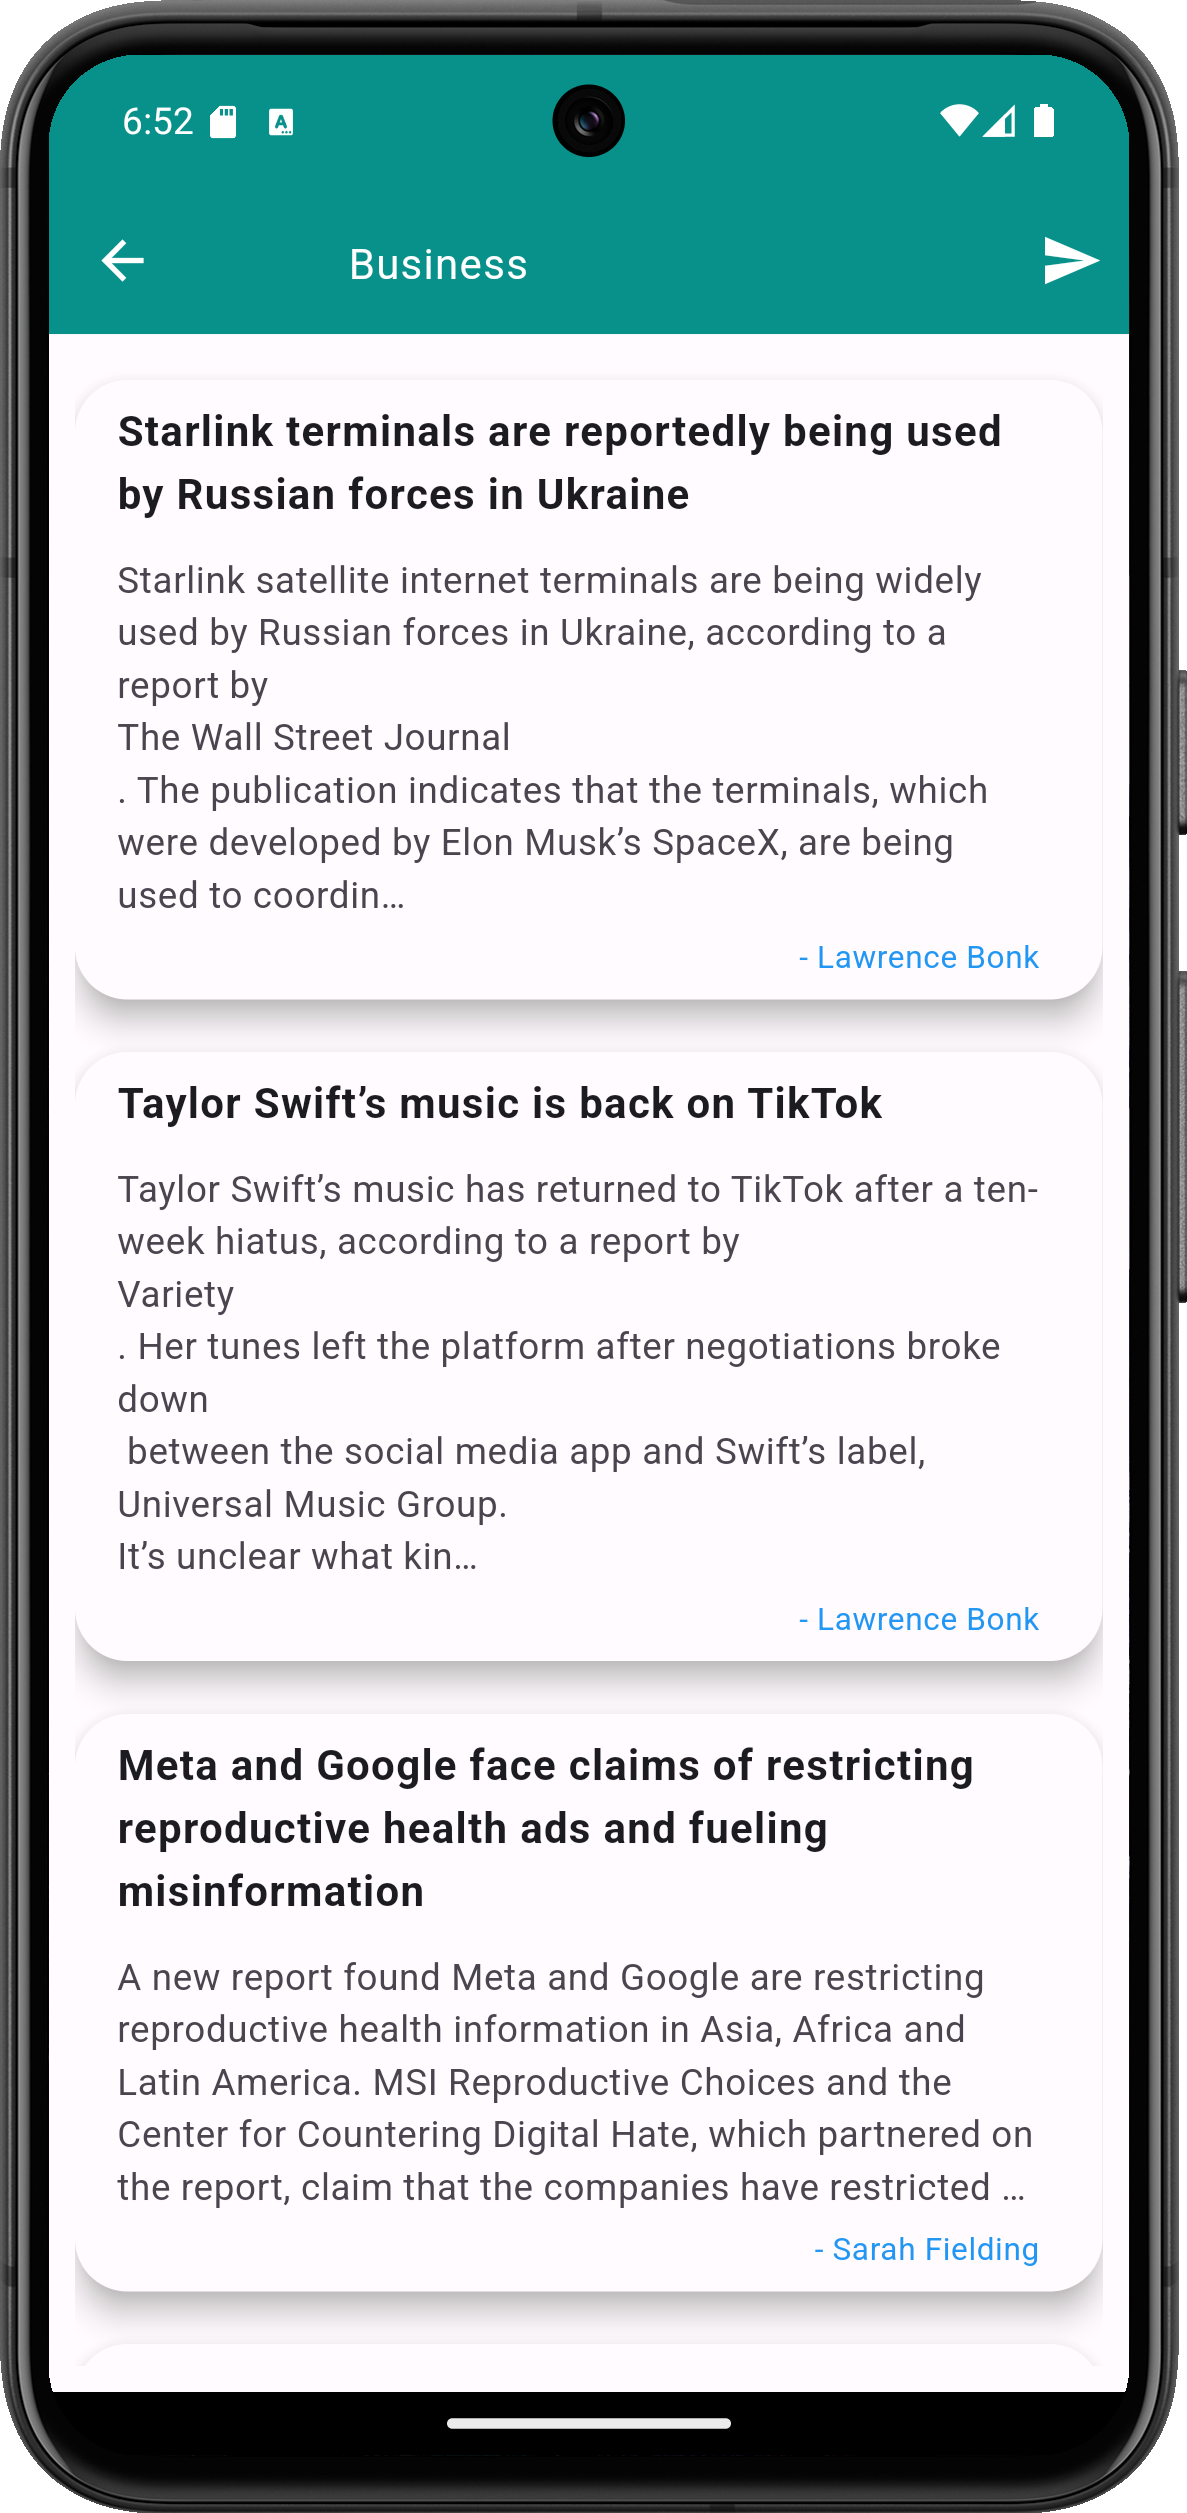 6:52
Business
Starlink terminals are reportedly being used
by Russian forces in Ukraine
Starlink satellite internet terminals are being widely
used by Russian forces in Ukraine, according to a
report by
The Wall Street Journal
. The publication indicates that the terminals, which
were developed by Elon Musk’s SpaceX, are being
used to coordin…
- Lawrence Bonk
Taylor Swift’s music is back on TikTok
Taylor Swift’s music has returned to TikTok after a ten-
week hiatus, according to a report by
Variety
. Her tunes left the platform after negotiations broke
down
between the social media app and Swift’s label,
Universal Music Group.
It’s unclear what kin…
- Lawrence Bonk
Meta and Google face claims of restricting
reproductive health ads and fueling
misinformation
A new report found Meta and Google are restricting
reproductive health information in Asia, Africa and
Latin America. MSI Reproductive Choices and the
Center for Countering Digital Hate, which partnered on
the report, claim that the companies have restricted …
- Sarah Fielding